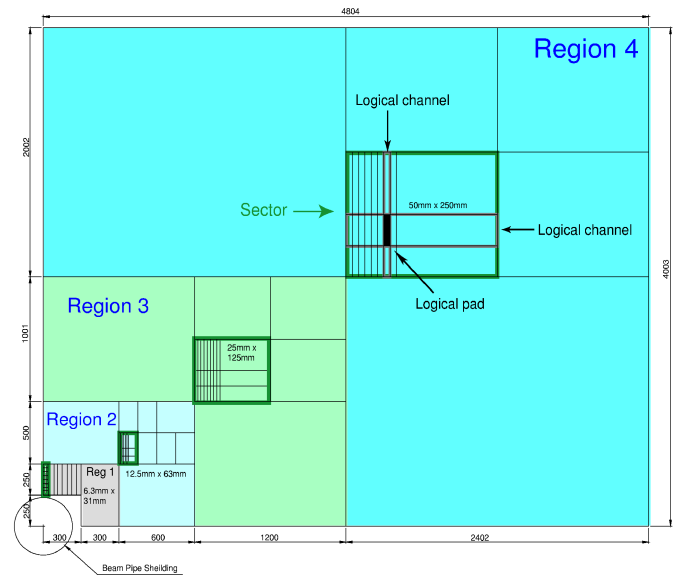 4804
Region 4
Logical channel
2002
Sector
50mm x 250mm
Logical channel
4003
Logical pad
Region 3
1001
25mm x
125mm
Region 2
500
Reg 1
12.5mm x 63mm
250
6.3mm x
31mm
250
300
300
600
1200
2402
Beam Pipe Sheilding